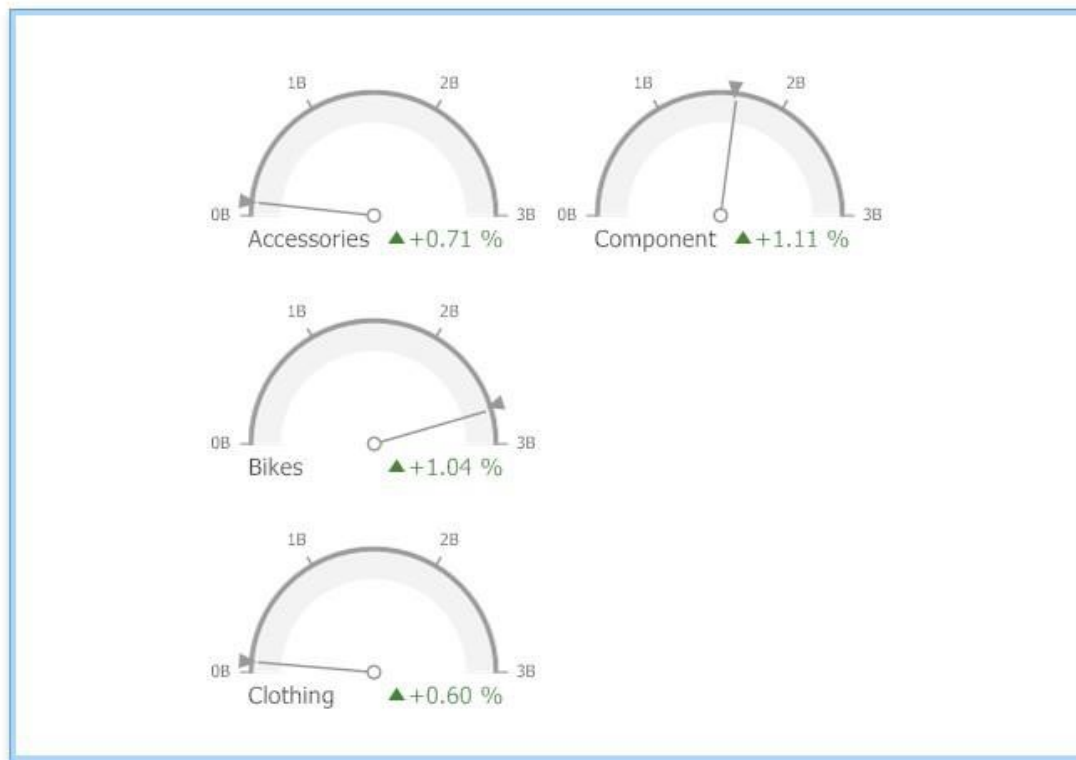 1B 2B 1B 2B
0B 3B 0B 3B
Accessories ▲+0.71 % Component ▲+1.11 %
1B 2B
0B 3B
Bikes ▲+1.04 %
1B 2B
0B 3B
Clothing ▲+0.60 %